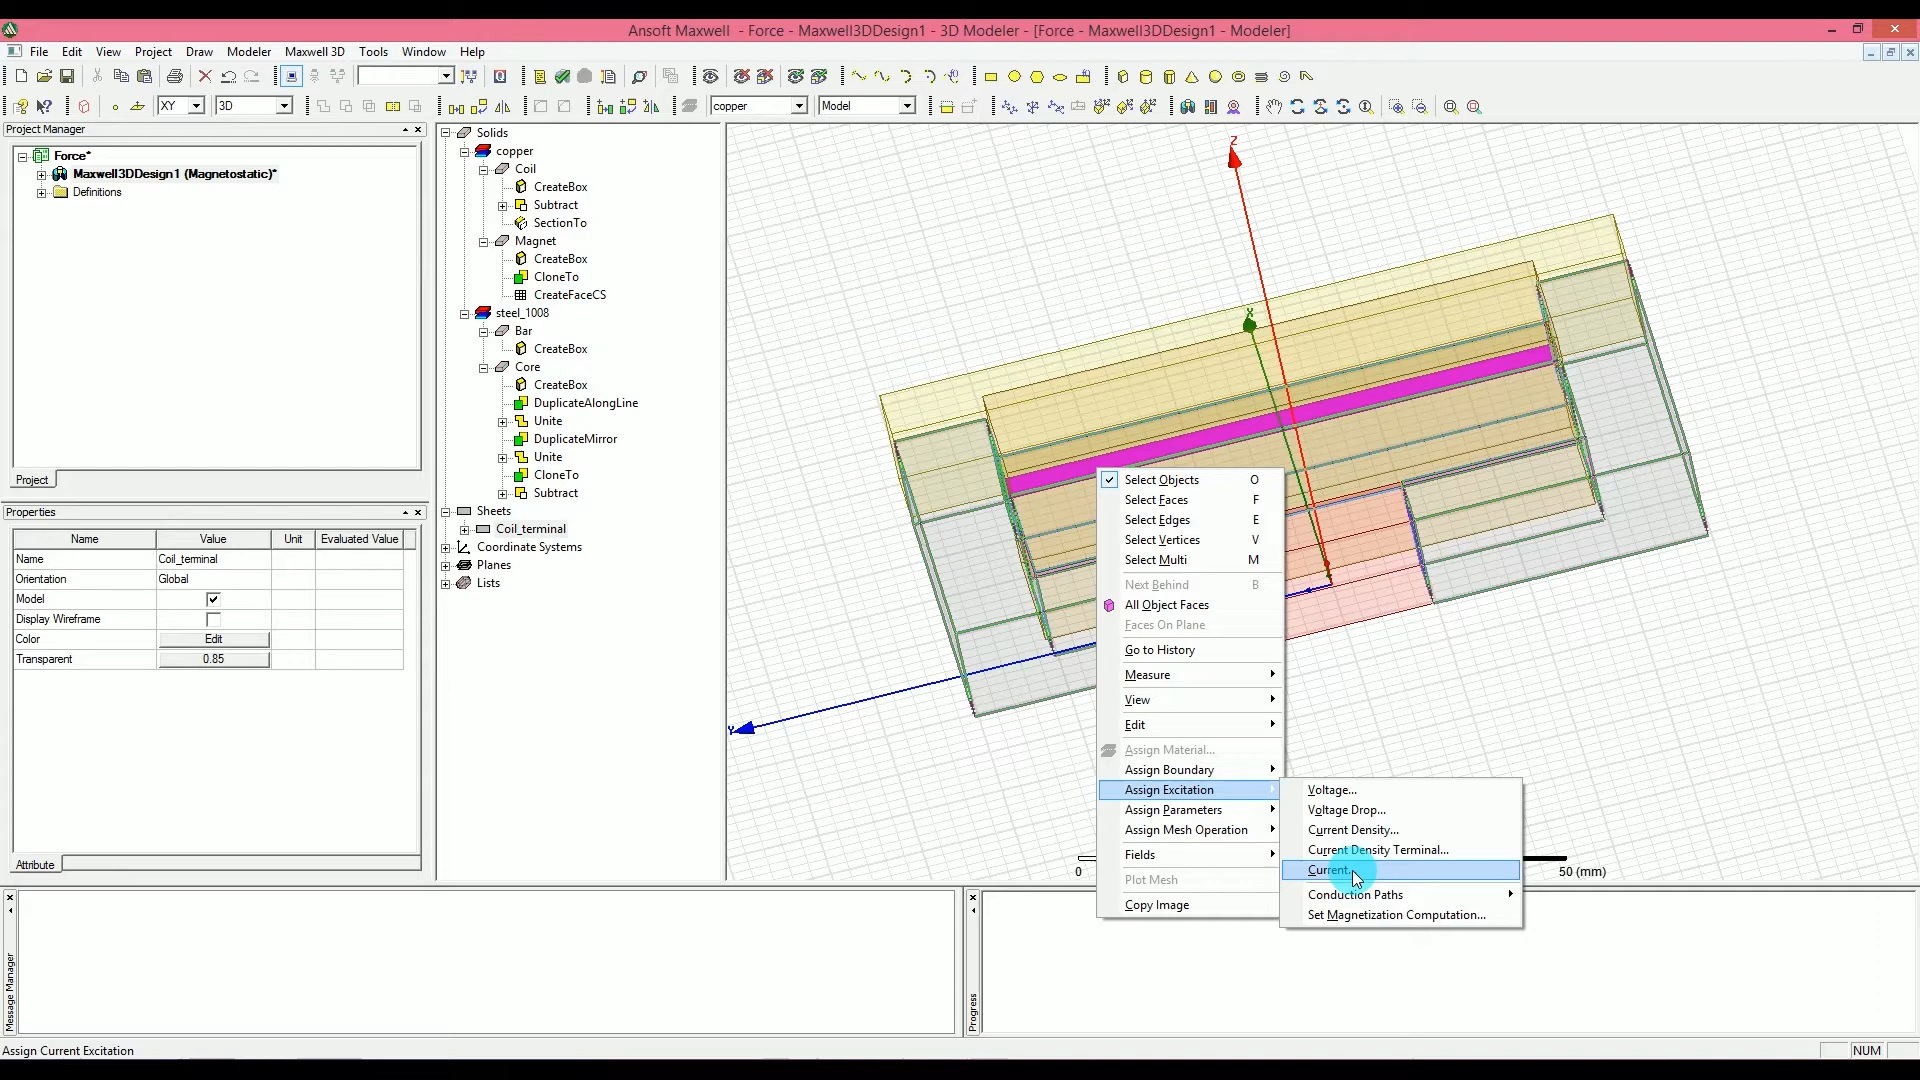 Ansoft Maxwell - Force - Maxwell3DDesign1 - 3D Modeler - [Force - Maxwell3DDesign1 - Modeler]
File Edit View Project Draw Modeler Maxwell 3D Tools Window Help
XY 3D copper Model
Project Manager
Force*
Maxwell3DDesign1 (Magnetostatic)*
Definitions
Project
Properties
Name Value Unit Evaluated Value
Name Coil_terminal
Orientation Global
Model
Display Wireframe
Color Edit
Transparent 0.85
Attribute
Solids
copper
Coil
CreateBox
Subtract
SectionTo
Magnet
CreateBox
CloneTo
CreateFaceCS
steel_1008
Bar
CreateBox
Core
CreateBox
DuplicateAlongLine
Unite
DuplicateMirror
Unite
CloneTo
Subtract
Sheets
Coil_terminal
Coordinate Systems
Planes
Lists
Z
X
Y
0
50 (mm)
Select Objects O
Select Faces F
Select Edges E
Select Vertices V
Select Multi M
Next Behind B
All Object Faces
Faces On Plane
Go to History
Measure
View
Edit
Assign Material...
Assign Boundary
Assign Excitation
Assign Parameters
Assign Mesh Operation
Fields
Plot Mesh
Copy Image
Voltage...
Voltage Drop...
Current Density...
Current Density Terminal...
Current...
Conduction Paths
Set Magnetization Computation...
Message Manager
Progress
Assign Current Excitation
NUM